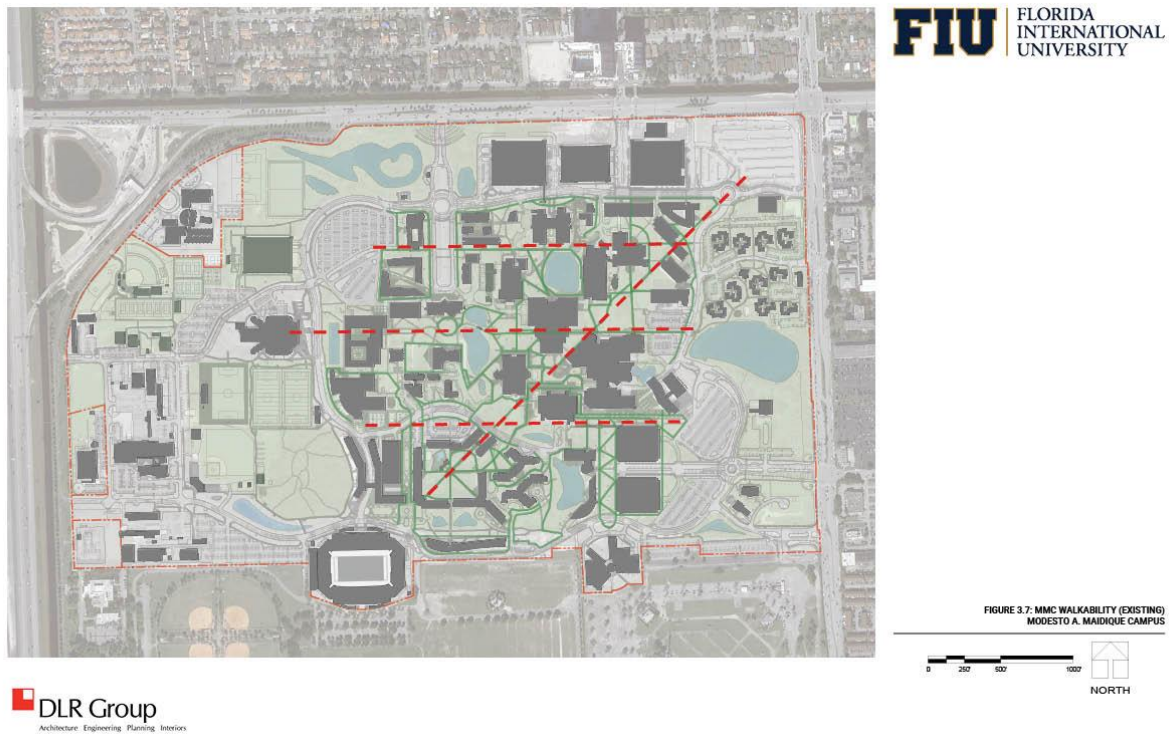 FIU
FLORIDA
INTERNATIONAL
UNIVERSITY
FIGURE 3.7: MMC WALKABILITY (EXISTING)
MODESTO A. MAIDIQUE CAMPUS
0 250' 500' 1000'
NORTH
DLR Group
Architecture Engineering Planning Interiors